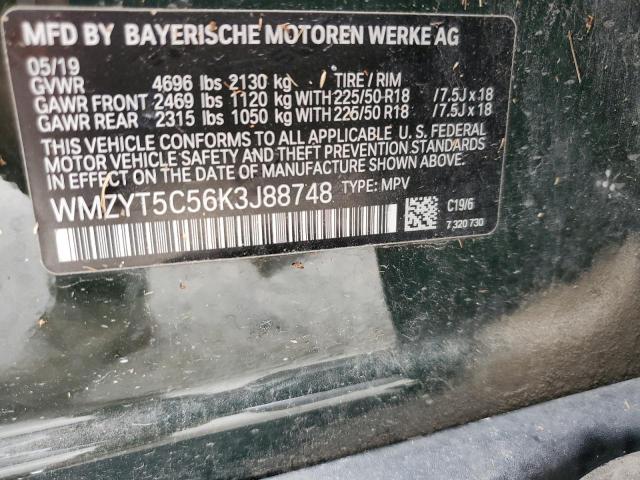 MFD BY BAYERISCHE MOTOREN WERKE AG
05/19
GVWR 4696 lbs 2130 kg TIRE / RIM
GAWR FRONT 2469 lbs 1120 kg WITH 225/50 R18 /7.5J x 18
GAWR REAR 2315 lbs 1050 kg WITH 225/50 R18 /7.5J x 18
THIS VEHICLE CONFORMS TO ALL APPLICABLE U. S. FEDERAL
MOTOR VEHICLE SAFETY AND THEFT PREVENTION STANDARDS
IN EFFECT ON THE DATE OF MANUFACTURE SHOWN ABOVE.
WMZYT5C56K3J88748 TYPE: MPV
C19/6
7 320 730